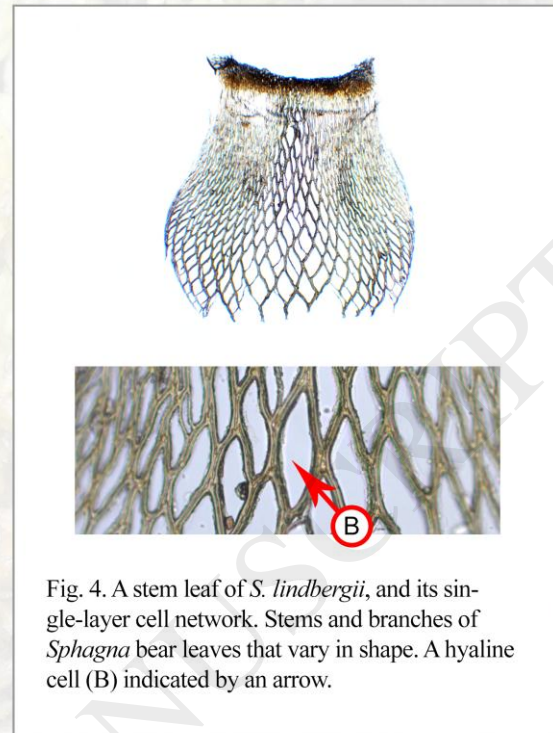 B
Fig. 4. A stem leaf of S. lindbergii, and its sin-
gle-layer cell network. Stems and branches of
Sphagna bear leaves that vary in shape. A hyaline
cell (B) indicated by an arrow.
NUSCRIPT